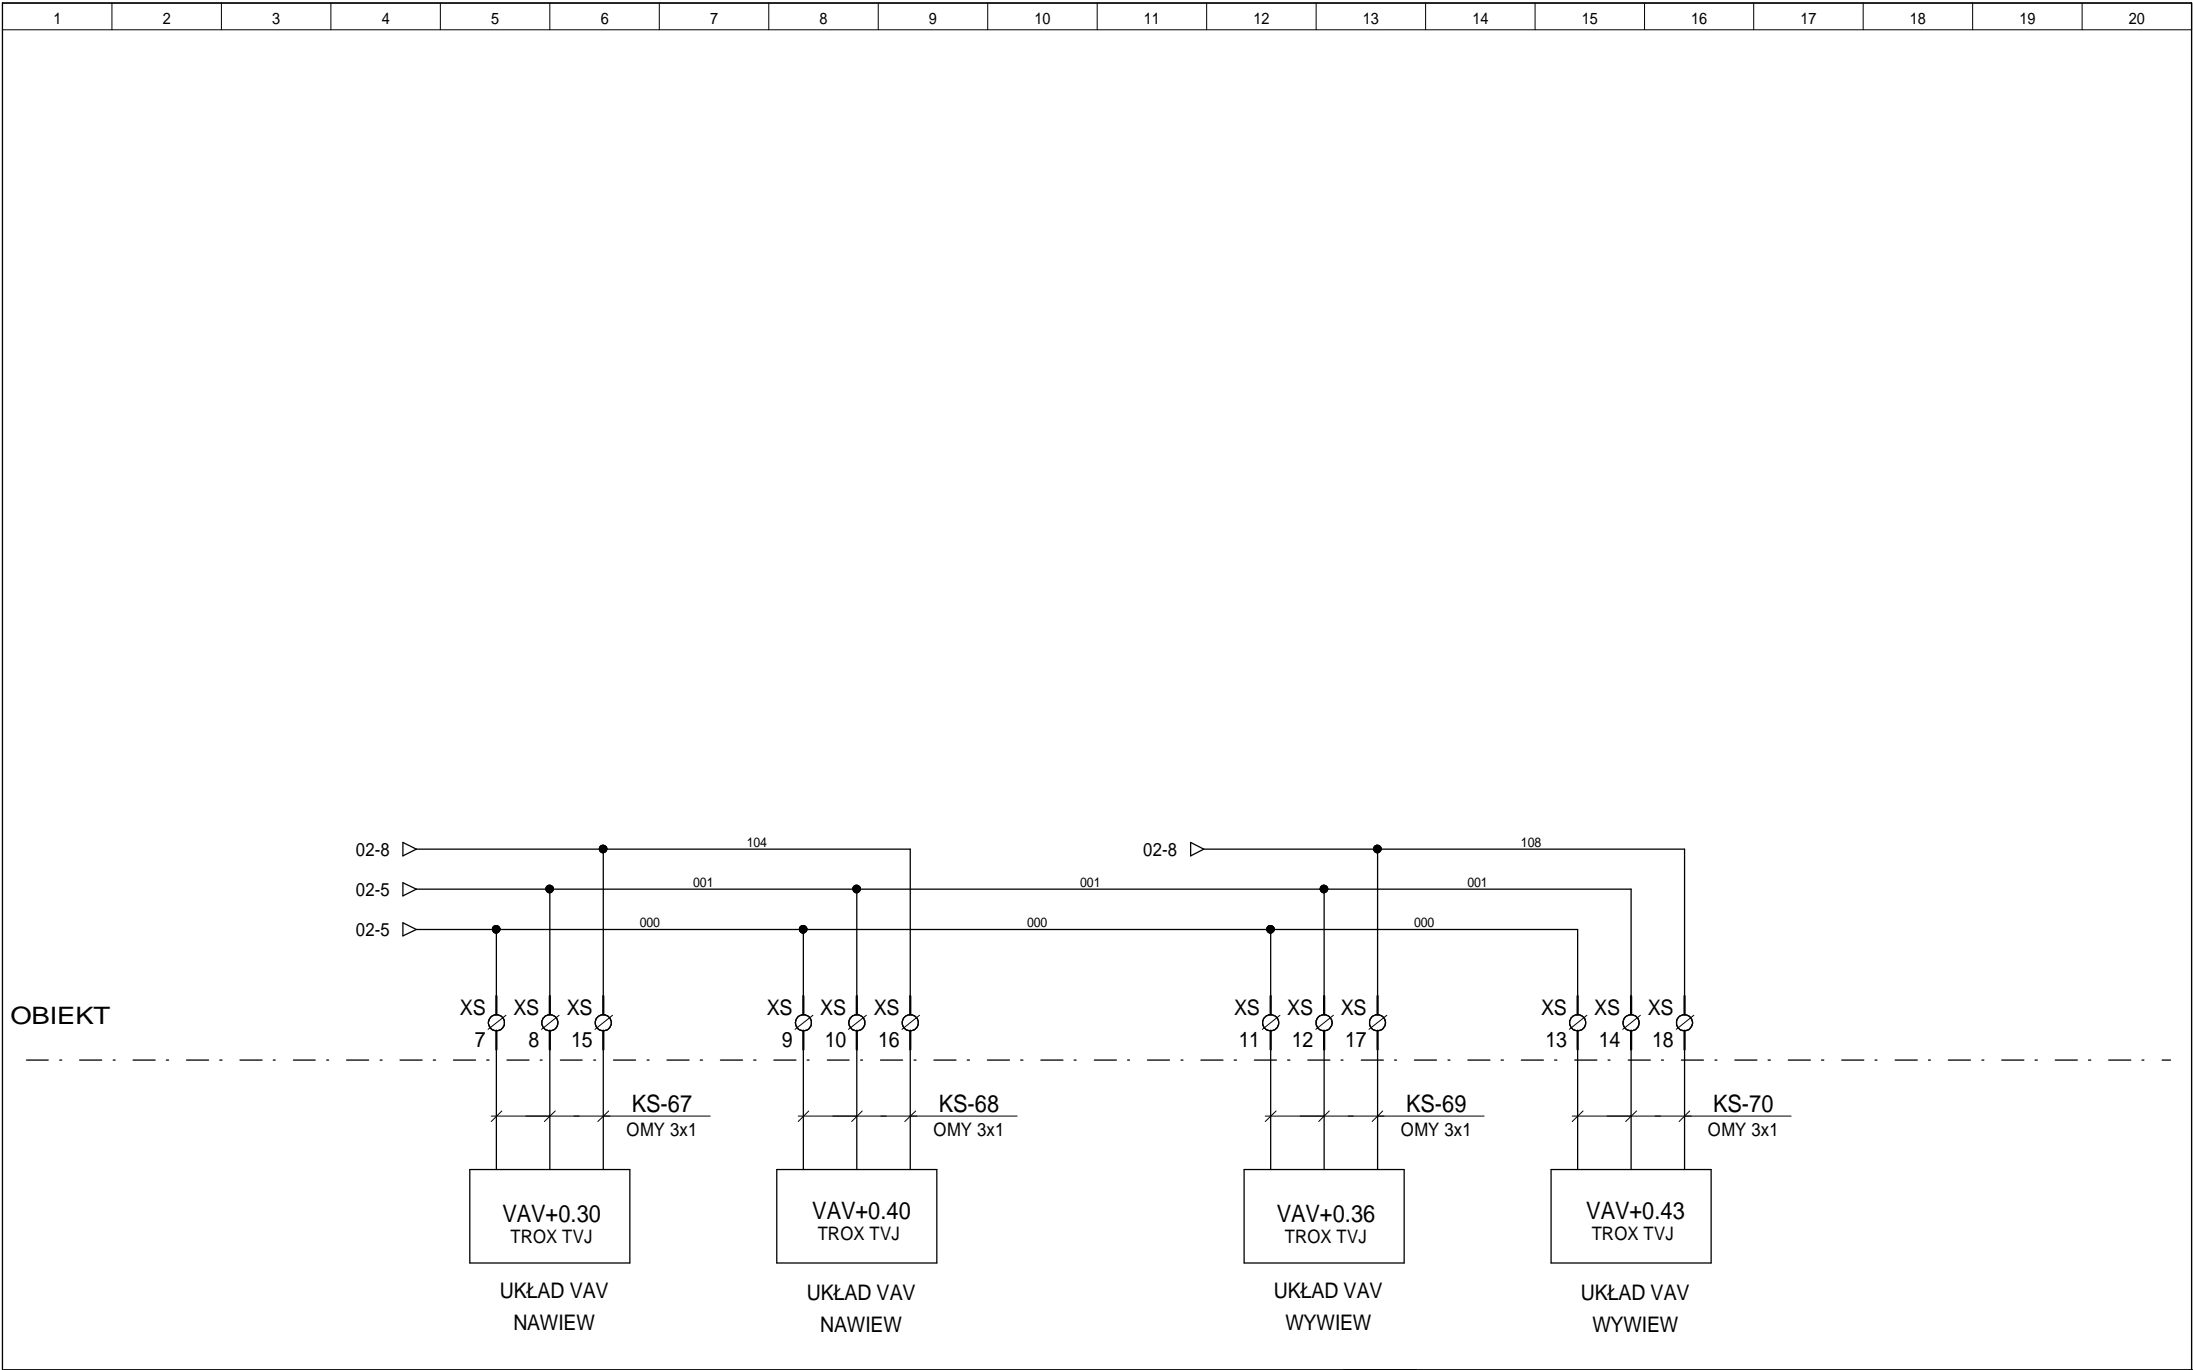 1 2 3 4 5 6 7 8 9 10 11 12 13 14 15 16 17 18 19 20
02-8 104 02-8 108
02-5 001 001 001
02-5 000 000 000
OBIEKT
XS XS XS XS XS XS XS XS XS XS XS XS
7 8 15 9 10 16 11 12 17 13 14 18
KS-67 KS-68 KS-69 KS-70
OMY 3x1 OMY 3x1 OMY 3x1 OMY 3x1
VAV+0.30 VAV+0.40 VAV+0.36 VAV+0.43
TROX TVJ TROX TVJ TROX TVJ TROX TVJ
UKŁAD VAV UKŁAD VAV UKŁAD VAV UKŁAD VAV
NAWIEW NAWIEW WYWIEW WYWIEW